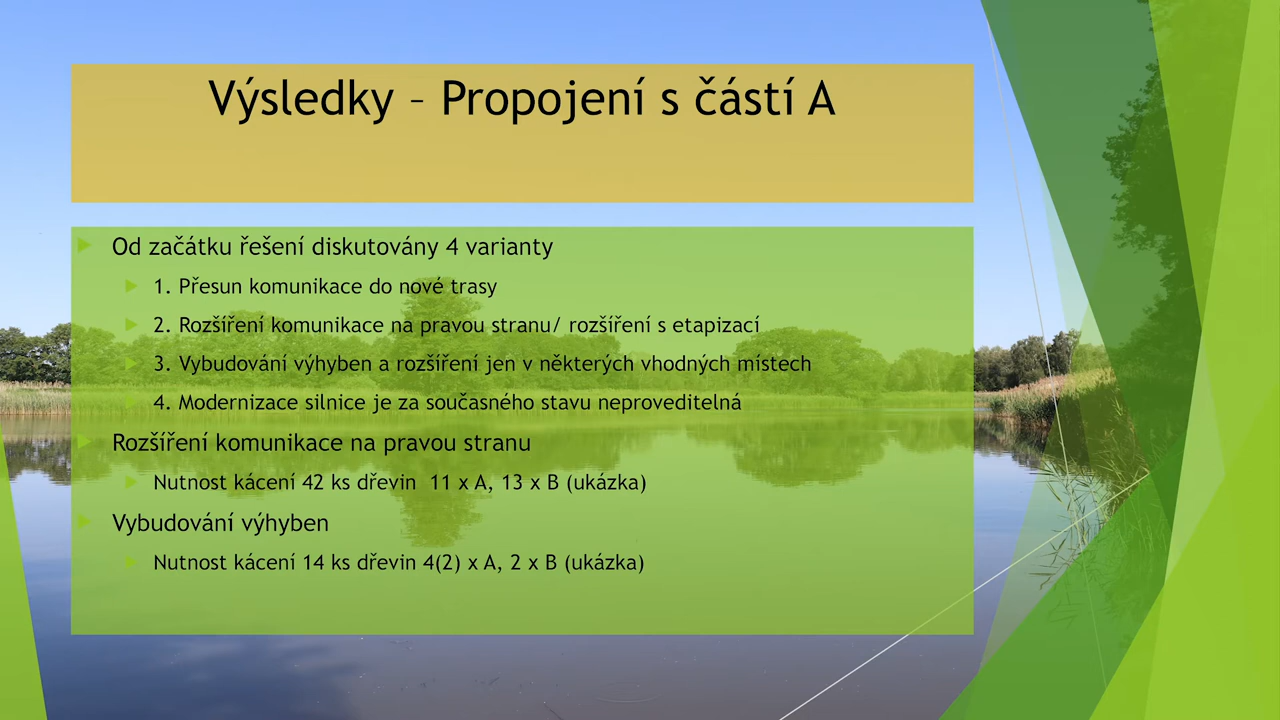 Výsledky – Propojení s částí A
Od začátku řešení diskutovány 4 varianty
1. Přesun komunikace do nové trasy
2. Rozšíření komunikace na pravou stranu/ rozšíření s etapizací
3. Vybudování výhyben a rozšíření jen v některých vhodných místech
4. Modernizace silnice je za současného stavu neproveditelná
Rozšíření komunikace na pravou stranu
Nutnost kácení 42 ks dřevin  11 x A, 13 x B (ukázka)
Vybudování výhyben
Nutnost kácení 14 ks dřevin 4(2) x A, 2 x B (ukázka)